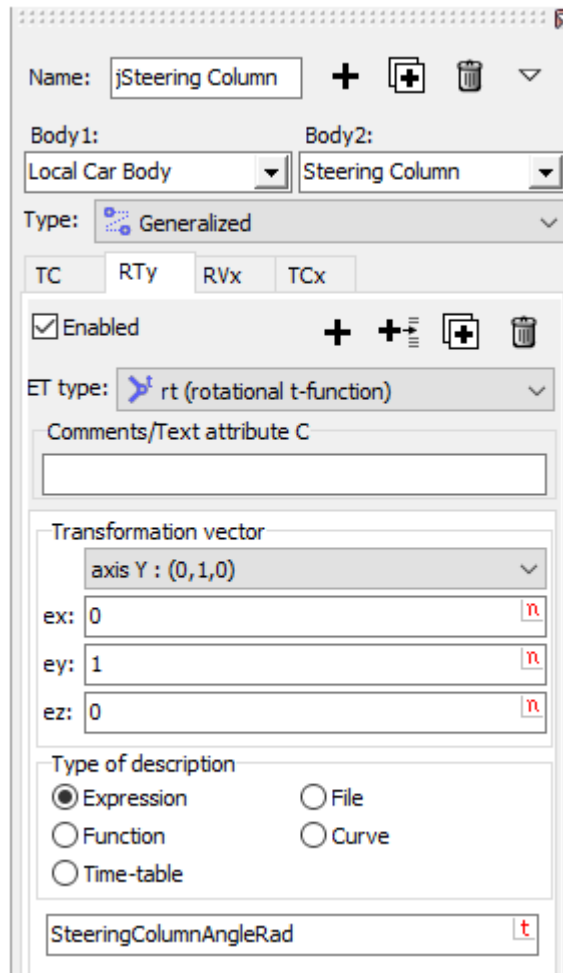 Name: jSteering Column
Body1: Body2:
Local Car Body Steering Column
Type: Generalized
TC RTy RVx TCx
Enabled
ET type: t rt (rotational t-function)
Comments/Text attribute C
Transformation vector
axis Y : (0,1,0)
ex: 0 n
ey: 1 n
ez: 0 n
Type of description
Expression File
Function Curve
Time-table
SteeringColumnAngleRad t